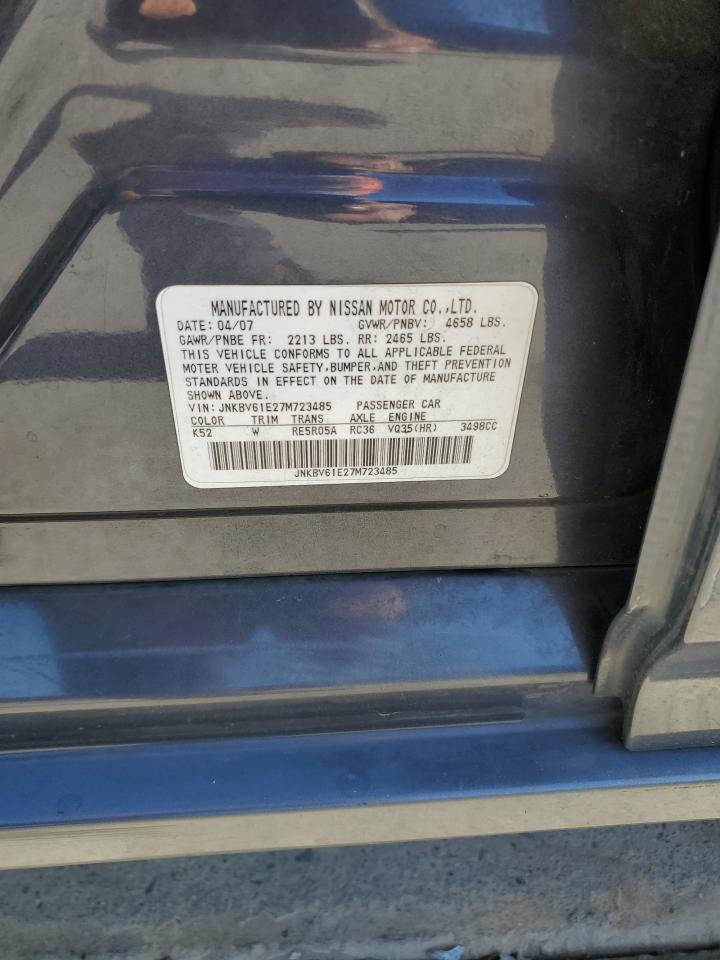 MANUFACTURED BY NISSAN MOTOR CO.,LTD.
DATE: 04/07 GVWR/PNBV: 4658 LBS.
GAWR/PNBE FR: 2213 LBS. RR: 2465 LBS.
THIS VEHICLE CONFORMS TO ALL APPLICABLE FEDERAL
MOTER VEHICLE SAFETY,BUMPER,AND THEFT PREVENTION
STANDARDS IN EFFECT ON THE DATE OF MANUFACTURE
SHOWN ABOVE.
VIN: JNKBV61E27M723485 PASSENGER CAR
COLOR TRIM TRANS AXLE ENGINE
K52 W RE5R05A RC36 VQ35(HR) 3498CC
JNKBV61E27M723485